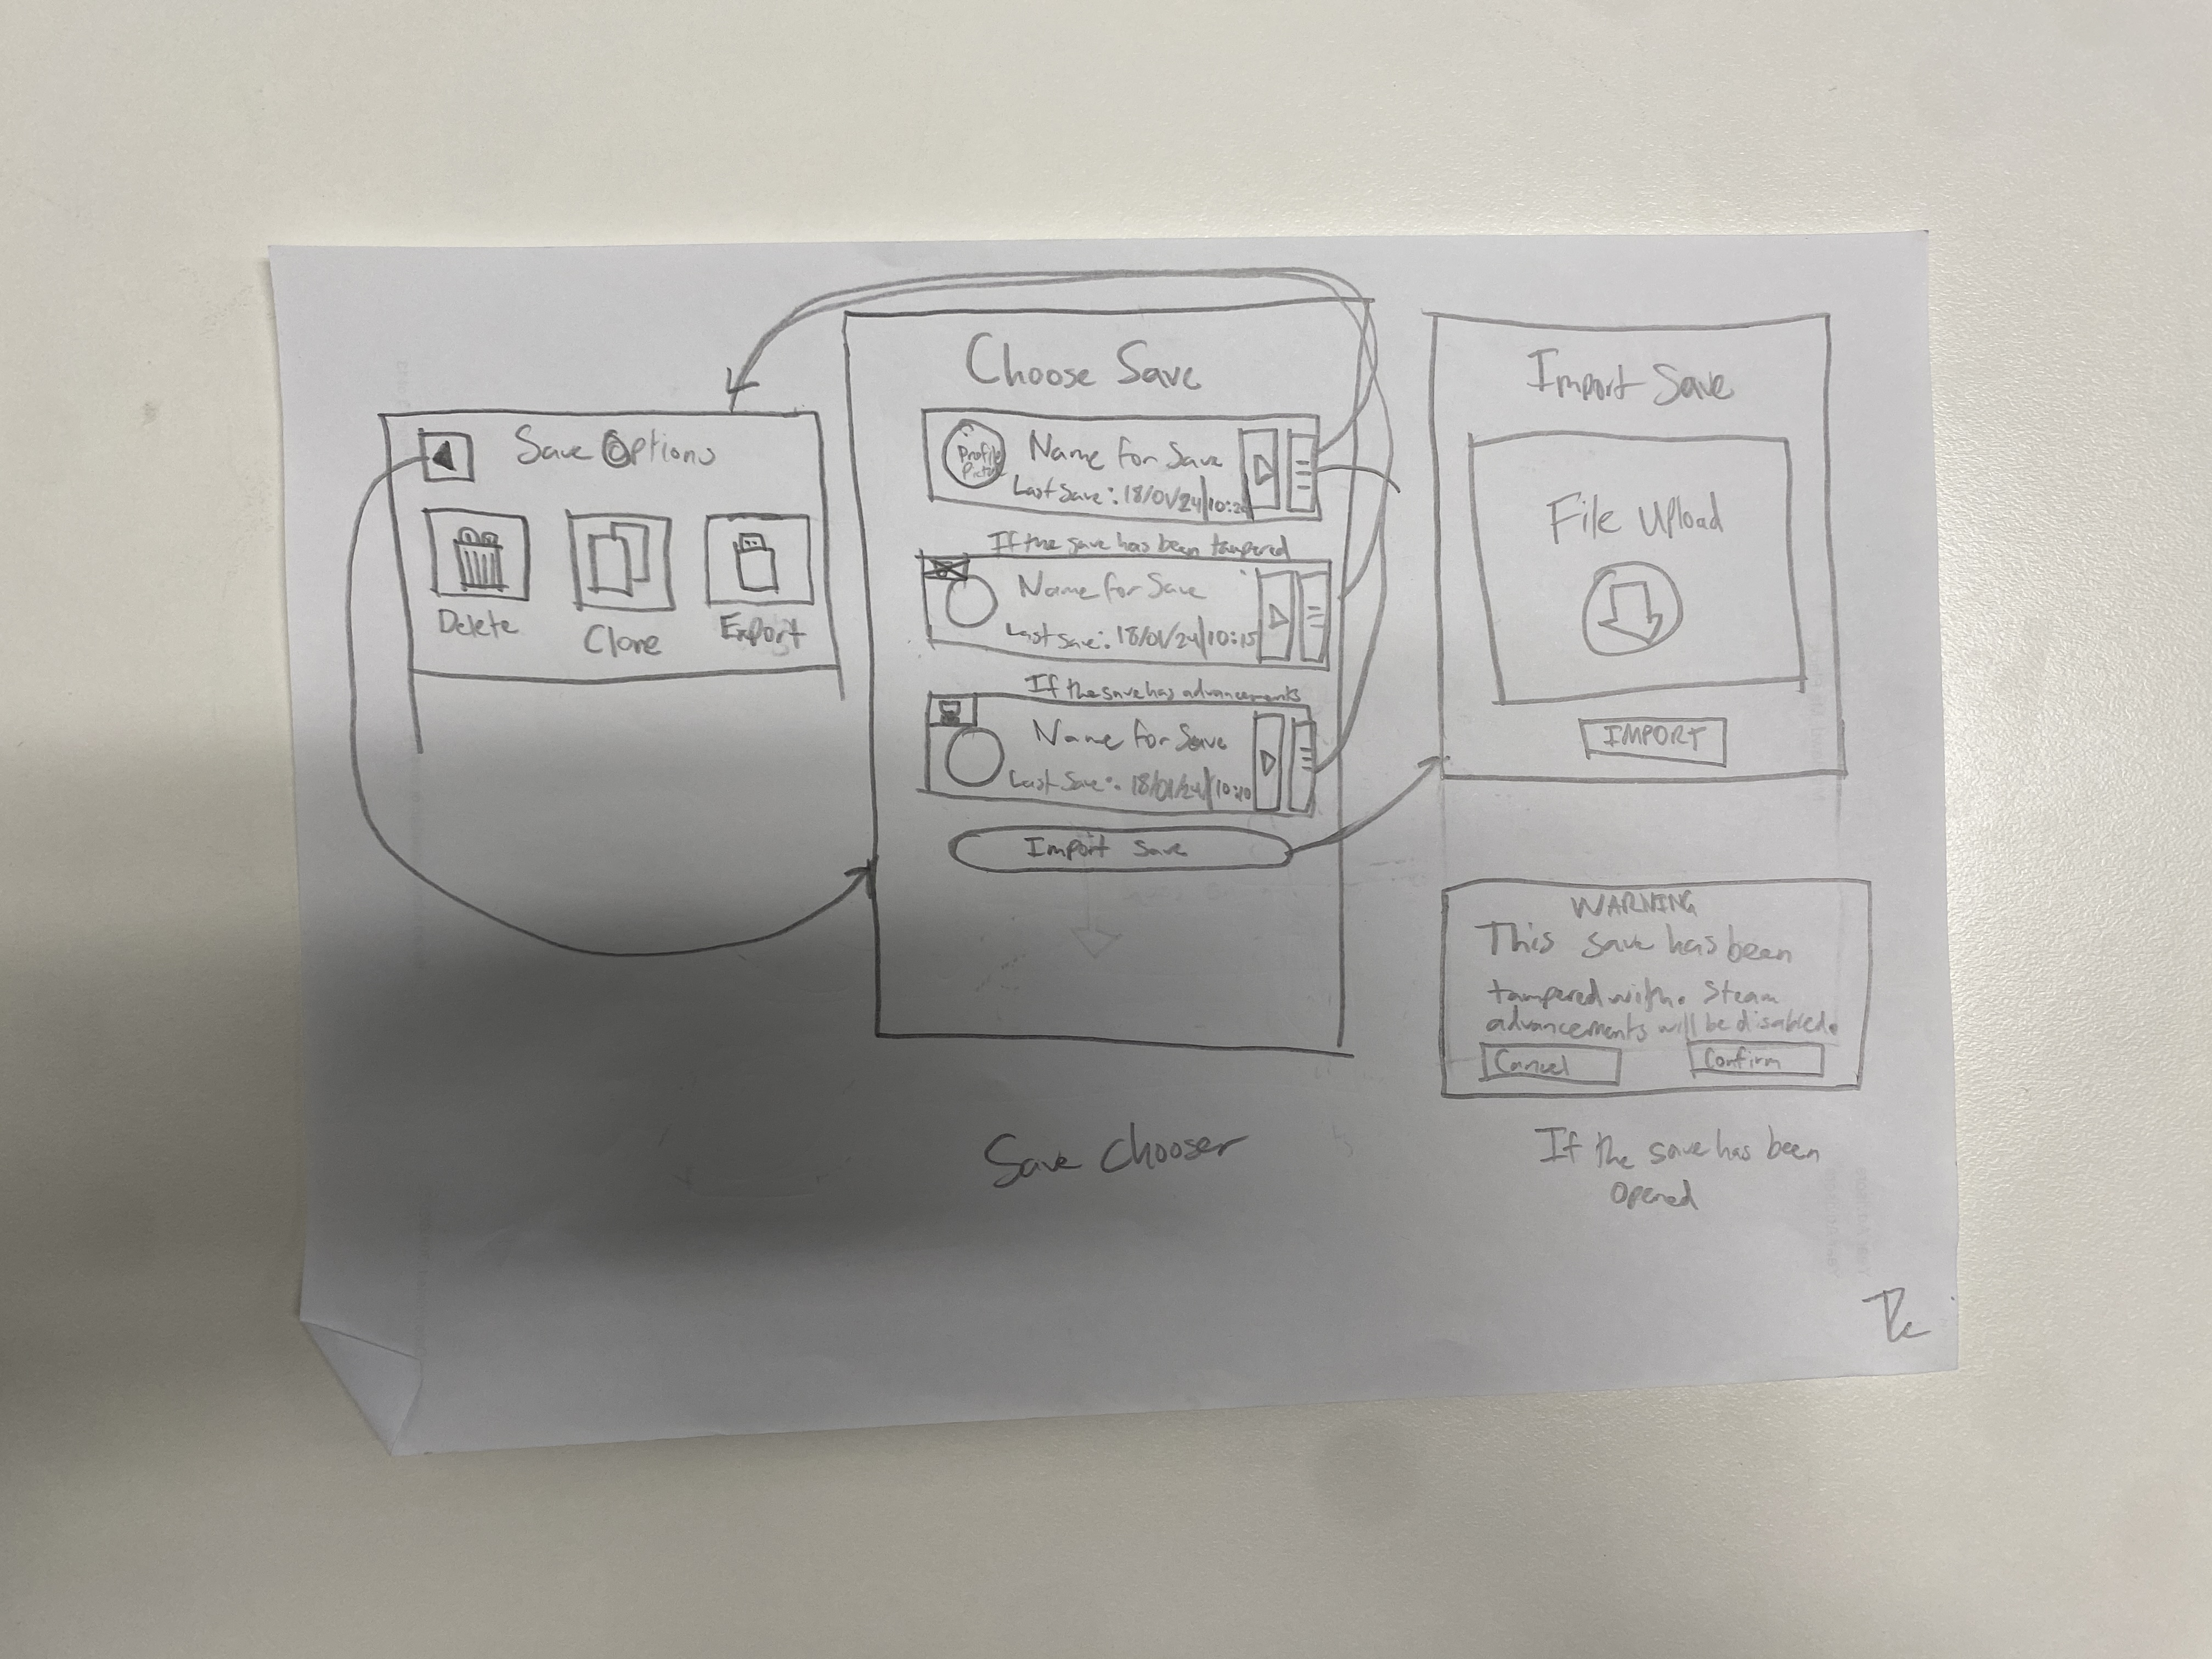 Save Options
Delete
Clone
Export
Choose Save
Profile
Name for Save
Last Save: 18/01/24|10:20
If the save has been tampered
Name for Save
Last save: 18/01/24|10:15
If the save has advancements
Name for Save
Last Save: 18/01/24|10:10
Import Save
Save Chooser
Import Save
File Upload
IMPORT
WARNING
This save has been
tampered with. Steam
advancements will be disabled.
Cancel
Confirm
If the save has been
opened